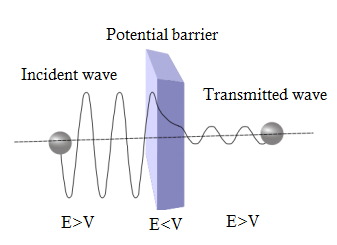 Potential barrier
Incident wave
Transmitted wave
E>V
E<V
E>V